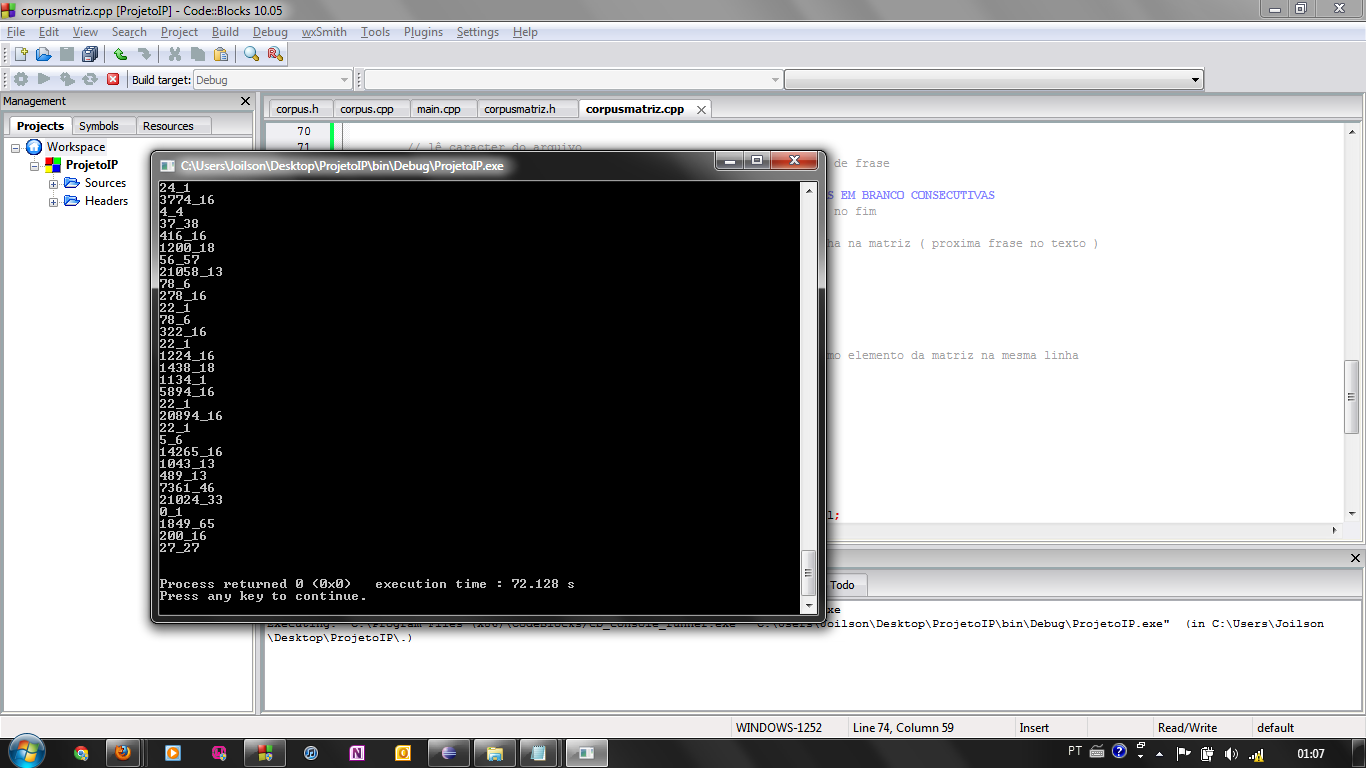 corpusmatriz.cpp [ProjetoIP] - Code::Blocks 10.05
File Edit View Search Project Build Debug wxSmith Tools Plugins Settings Help
Build target: Debug
Management
Projects Symbols Resources
Workspace
ProjetoIP
Sources
Headers
corpus.h corpus.cpp main.cpp corpusmatriz.h corpusmatriz.cpp
70
71 // lê caracter do arquivo
de frase
S EM BRANCO CONSECUTIVAS
no fim
ha na matriz ( proxima frase no texto )
mo elemento da matriz na mesma linha
l;
C:\Users\Joilson\Desktop\ProjetoIP\bin\Debug\ProjetoIP.exe
24_1
3774_16
4_4
37_38
416_16
1200_18
56_57
21058_13
78_6
278_16
22_1
78_6
322_16
22_1
1224_16
1438_18
1134_1
5894_16
22_1
20894_16
22_1
5_6
14265_16
1043_13
489_13
7361_46
21024_33
0_1
1849_65
200_16
27_27
Process returned 0 (0x0) execution time : 72.128 s
Press any key to continue.
Todo
xe
Executing: "C:\Program Files (x86)\CodeBlocks/cb_console_runner.exe" "C:\Users\Joilson\Desktop\ProjetoIP\bin\Debug\ProjetoIP.exe" (in C:\Users\Joilson
\Desktop\ProjetoIP\.)
WINDOWS-1252 Line 74, Column 59 Insert Read/Write default
PT 01:07